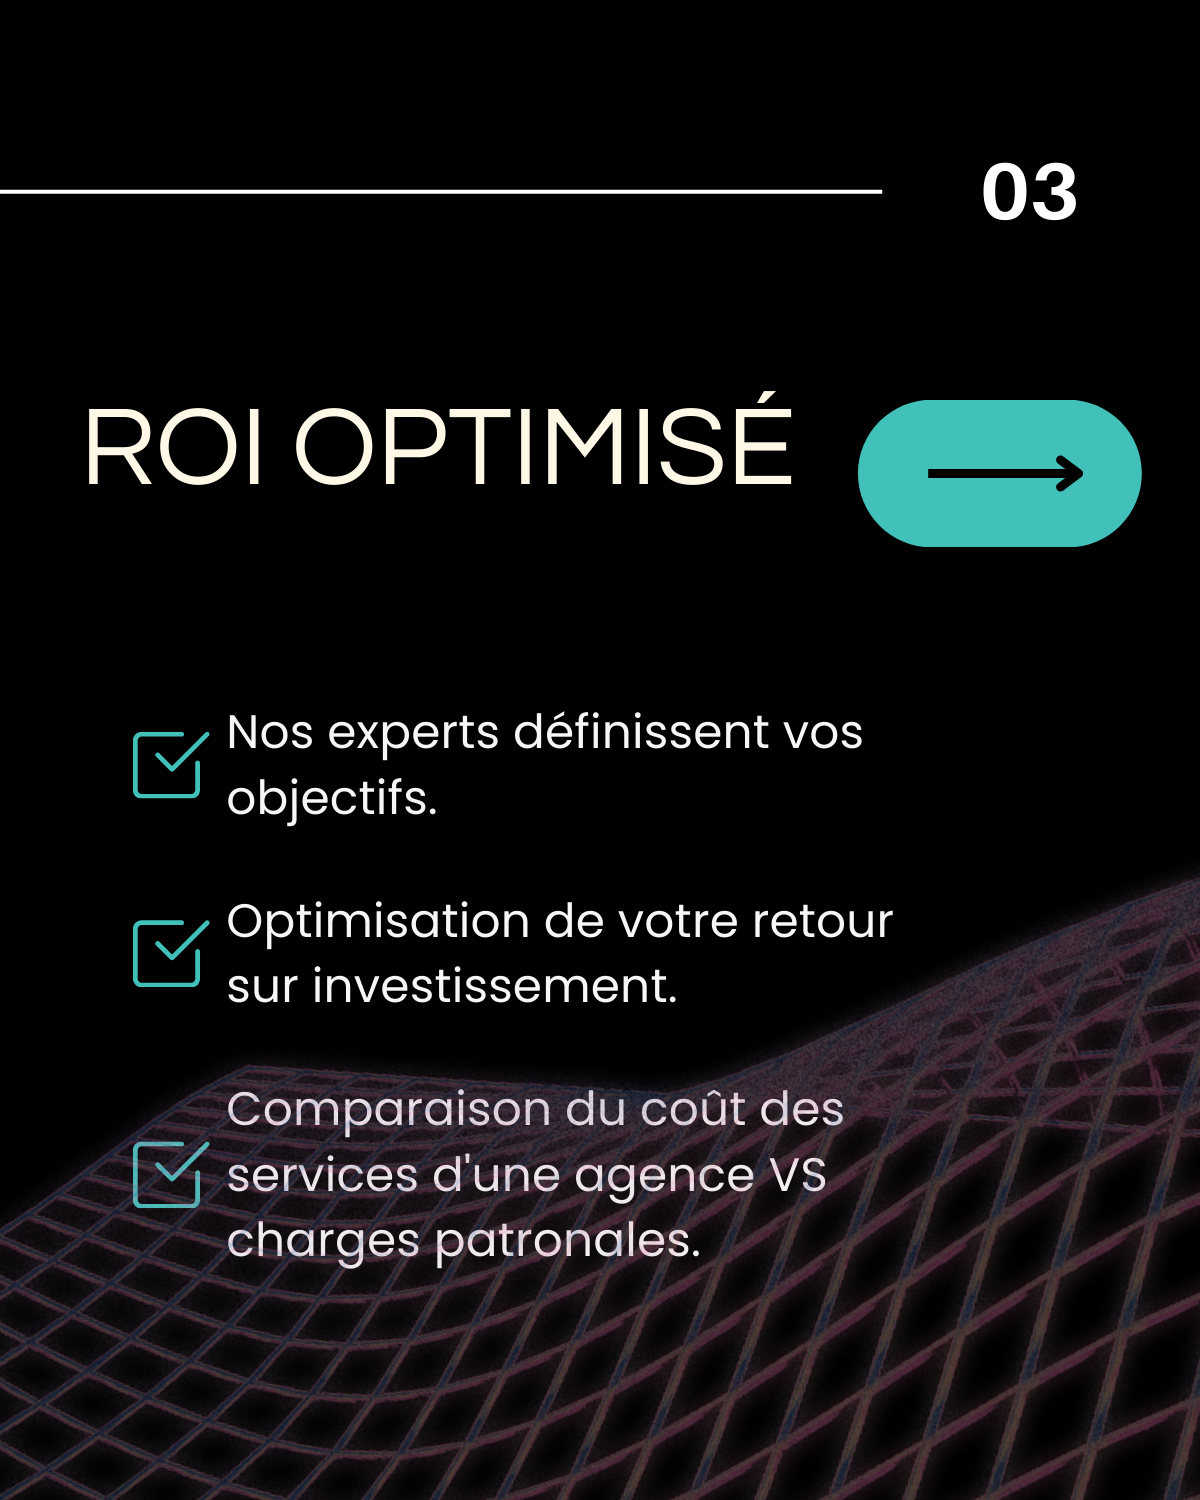 03
ROI OPTIMISÉ
Nos experts définissent vos
objectifs.
Optimisation de votre retour
sur investissement.
Comparaison du coût des
services d'une agence VS
charges patronales.